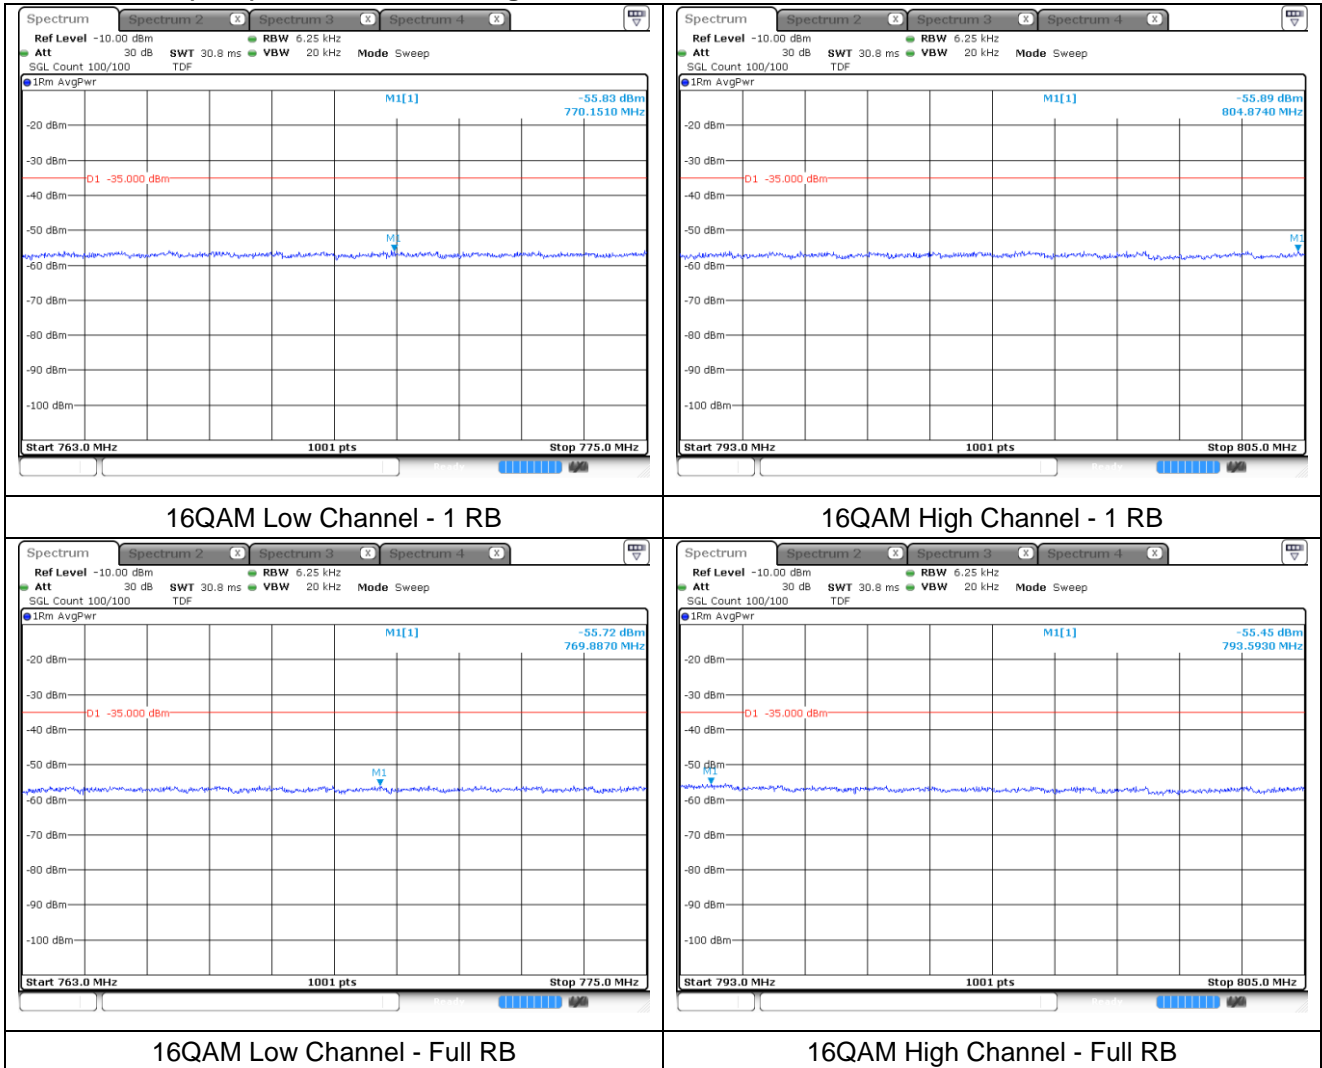 Spectrum Spectrum 2 X Spectrum 3 X Spectrum 4 X
Ref Level -10.00 dBm RBW 6.25 kHz
Att 30 dB SWT 30.8 ms VBW 20 kHz Mode Sweep
SGL Count 100/100 TDF
1Rm AvgPwr
M1[1] -55.83 dBm
770.1510 MHz
-20 dBm
-30 dBm
D1 -35.000 dBm
-40 dBm
-50 dBm
M1
-60 dBm
-70 dBm
-80 dBm
-90 dBm
-100 dBm
Start 763.0 MHz 1001 pts Stop 775.0 MHz
Ready
Spectrum Spectrum 2 X Spectrum 3 X Spectrum 4 X
Ref Level -10.00 dBm RBW 6.25 kHz
Att 30 dB SWT 30.8 ms VBW 20 kHz Mode Sweep
SGL Count 100/100 TDF
1Rm AvgPwr
M1[1] -55.89 dBm
804.8740 MHz
-20 dBm
-30 dBm
D1 -35.000 dBm
-40 dBm
-50 dBm
M1
-60 dBm
-70 dBm
-80 dBm
-90 dBm
-100 dBm
Start 793.0 MHz 1001 pts Stop 805.0 MHz
Ready
16QAM Low Channel - 1 RB
16QAM High Channel - 1 RB
Spectrum Spectrum 2 X Spectrum 3 X Spectrum 4 X
Ref Level -10.00 dBm RBW 6.25 kHz
Att 30 dB SWT 30.8 ms VBW 20 kHz Mode Sweep
SGL Count 100/100 TDF
1Rm AvgPwr
M1[1] -55.72 dBm
769.8870 MHz
-20 dBm
-30 dBm
D1 -35.000 dBm
-40 dBm
-50 dBm
M1
-60 dBm
-70 dBm
-80 dBm
-90 dBm
-100 dBm
Start 763.0 MHz 1001 pts Stop 775.0 MHz
Ready
Spectrum Spectrum 2 X Spectrum 3 X Spectrum 4 X
Ref Level -10.00 dBm RBW 6.25 kHz
Att 30 dB SWT 30.8 ms VBW 20 kHz Mode Sweep
SGL Count 100/100 TDF
1Rm AvgPwr
M1[1] -55.45 dBm
793.5930 MHz
-20 dBm
-30 dBm
D1 -35.000 dBm
-40 dBm
-50 dBm
M1
-60 dBm
-70 dBm
-80 dBm
-90 dBm
-100 dBm
Start 793.0 MHz 1001 pts Stop 805.0 MHz
Ready
16QAM Low Channel - Full RB
16QAM High Channel - Full RB